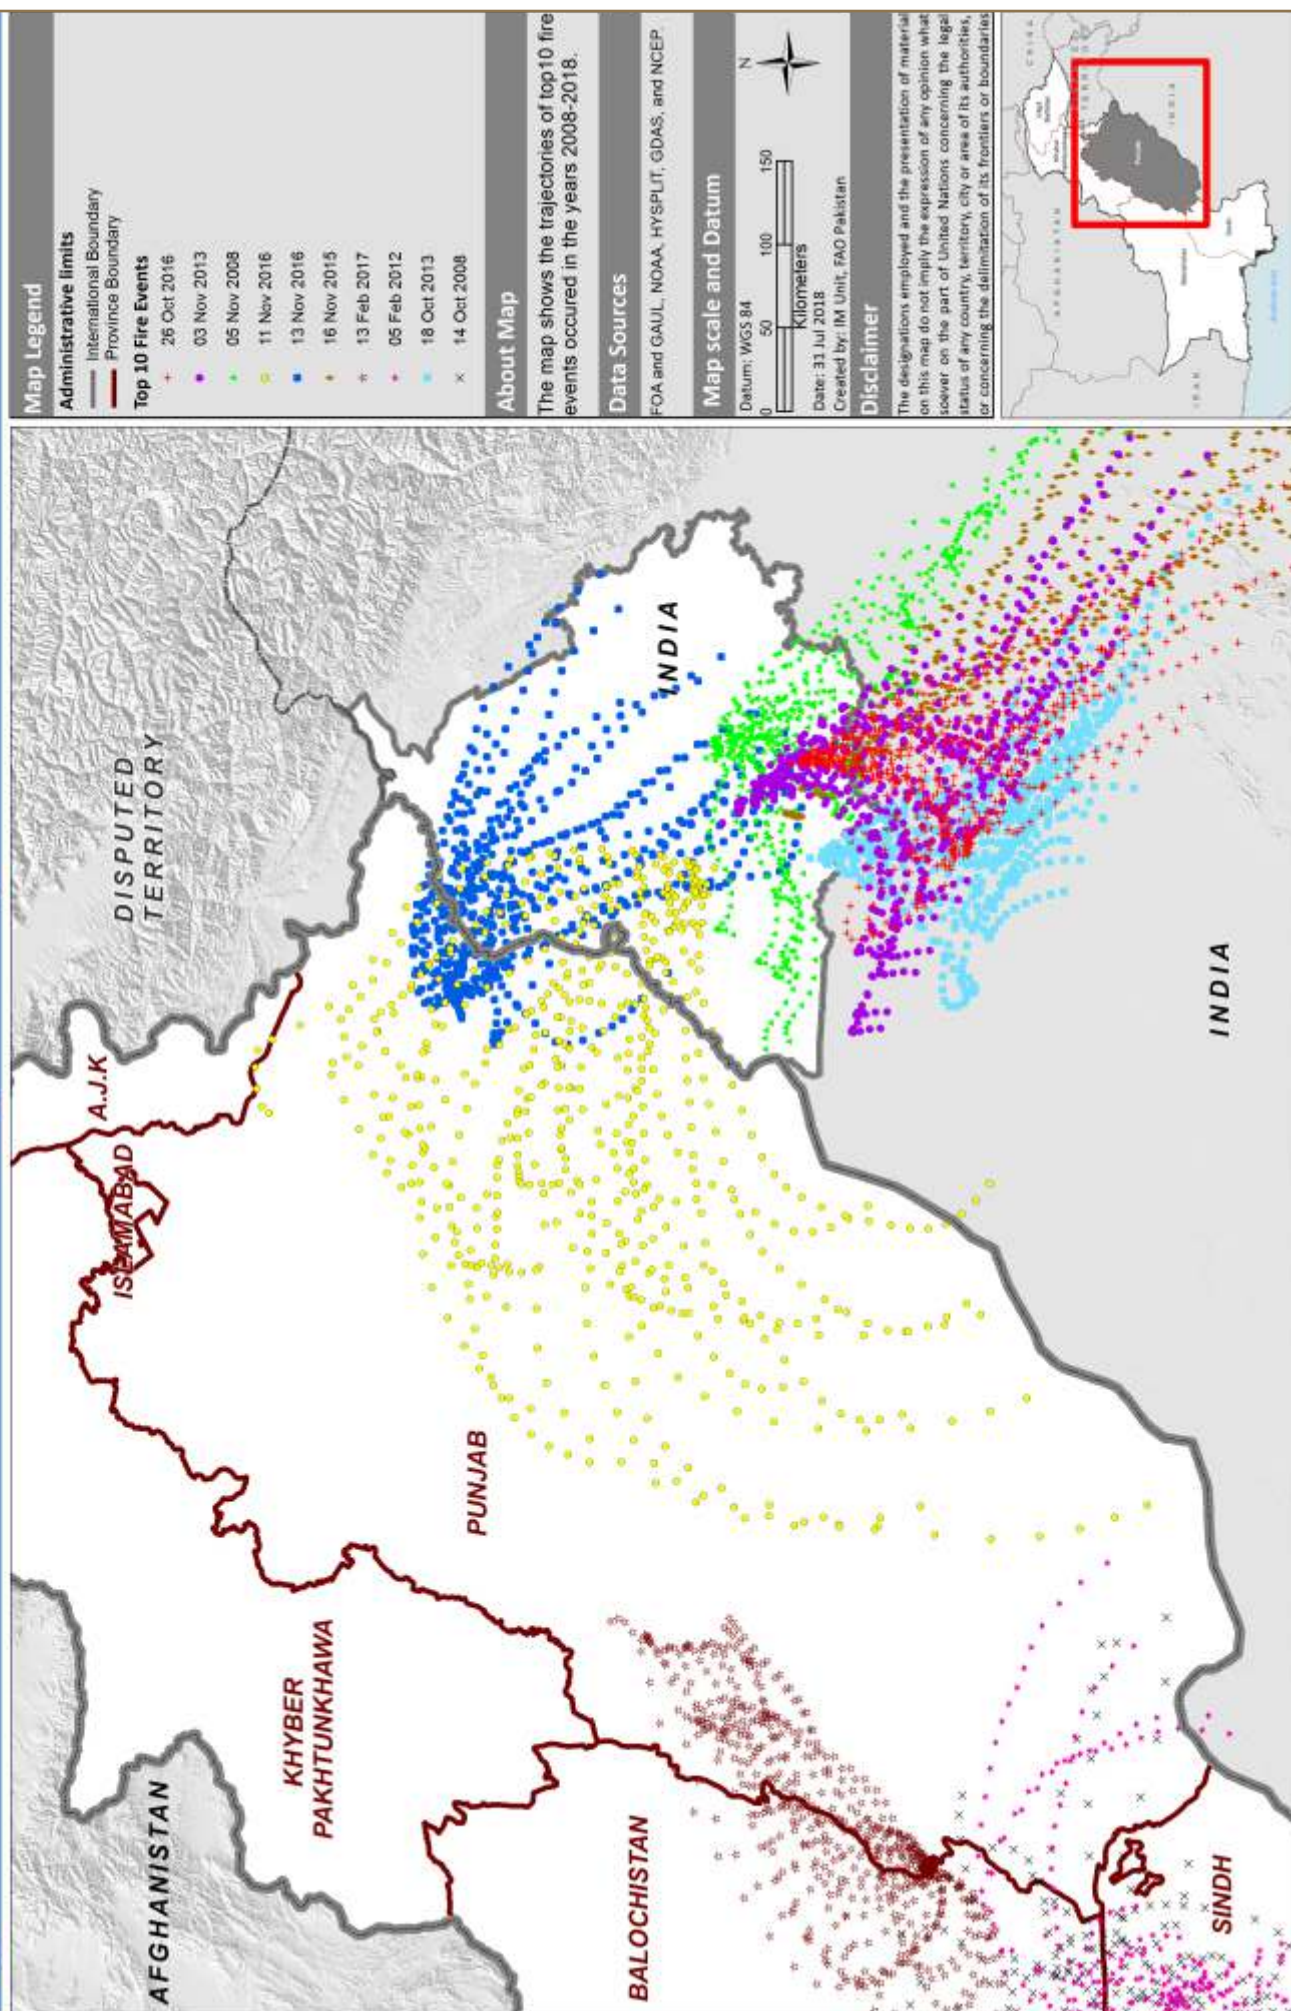 Map Legend
Administrative limits
International Boundary
Province Boundary
Top 10 Fire Events
26 Oct 2016
03 Nov 2013
05 Nov 2008
11 Nov 2016
13 Nov 2016
16 Nov 2015
13 Feb 2017
05 Feb 2012
18 Oct 2013
14 Oct 2008
About Map
The map shows the trajectories of top10 fire
events occured in the years 2008-2018.
Data Sources
FOA and GAUL, NOAA, HYSPLIT, GDAS, and NCEP
Map scale and Datum
Datum: WGS 84
N
0 50 100 150
Kilometers
Date: 31 Jul 2018
Created by: IM Unit, FAO Pakistan
Disclaimer
The designations employed and the presentation of material
on this map do not imply the expression of any opinion what
soever on the part of United Nations concerning the legal
status of any country, territory, city or area of its authorities,
or concerning the delimitation of its frontiers or boundaries
CHINA
AFGHANISTAN
INDIA
IRAN
DISPUTED
TERRITORY
A.J.K
ISLAMABAD
INDIA
PUNJAB
KHYBER
PAKHTUNKHAWA
AFGHANISTAN
BALOCHISTAN
SINDH
INDIA